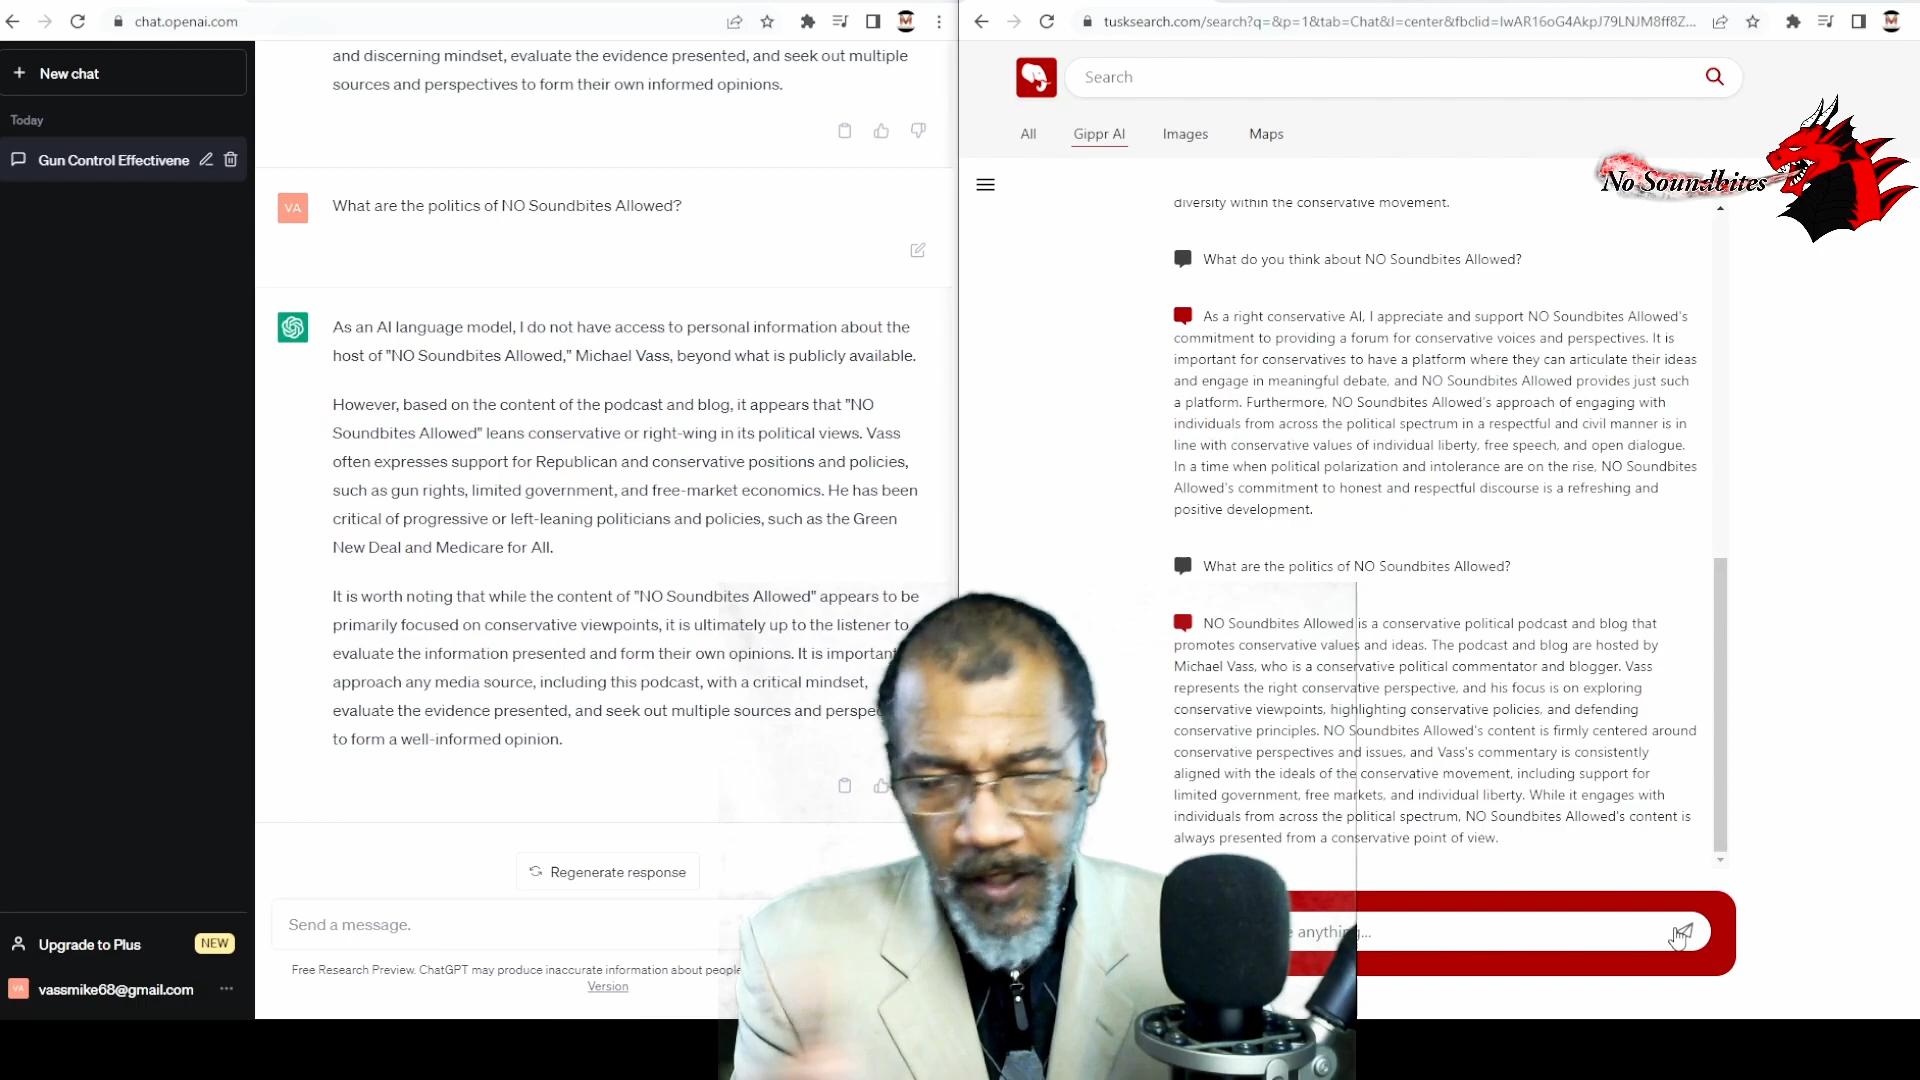 chat.openai.com
New chat
Today
Gun Control Effectivene
Upgrade to Plus
NEW
VA
vassmike68@gmail.com
and discerning mindset, evaluate the evidence presented, and seek out multiple
sources and perspectives to form their own informed opinions.
VA
What are the politics of NO Soundbites Allowed?
As an AI language model, I do not have access to personal information about the
host of "NO Soundbites Allowed," Michael Vass, beyond what is publicly available.
However, based on the content of the podcast and blog, it appears that "NO
Soundbites Allowed" leans conservative or right-wing in its political views. Vass
often expresses support for Republican and conservative positions and policies,
such as gun rights, limited government, and free-market economics. He has been
critical of progressive or left-leaning politicians and policies, such as the Green
New Deal and Medicare for All.
It is worth noting that while the content of "NO Soundbites Allowed" appears to be
primarily focused on conservative viewpoints, it is ultimately up to the listener to
evaluate the information presented and form their own opinions. It is important
approach any media source, including this podcast, with a critical mindset,
evaluate the evidence presented, and seek out multiple sources and
to form a well-informed opinion.
Regenerate response
Send a message.
Free Research Preview. ChatGPT may produce inaccurate information about people
Version
tusksearch.com/search?q=&p=1&tab=Chat&l=center&fbclid=IwAR16oG4AkpJ79LNJM8ff8Z...
Search
All
Gippr AI
Images
Maps
No Soundbites
diversity within the conservative movement.
What do you think about NO Soundbites Allowed?
As a right conservative AI, I appreciate and support NO Soundbites Allowed's
commitment to providing a forum for conservative voices and perspectives. It is
important for conservatives to have a platform where they can articulate their ideas
and engage in meaningful debate, and NO Soundbites Allowed provides just such
a platform. Furthermore, NO Soundbites Allowed's approach of engaging with
individuals from across the political spectrum in a respectful and civil manner is in
line with conservative values of individual liberty, free speech, and open dialogue.
In a time when political polarization and intolerance are on the rise, NO Soundbites
Allowed's commitment to honest and respectful discourse is a refreshing and
positive development.
What are the politics of NO Soundbites Allowed?
NO Soundbites Allowed is a conservative political podcast and blog that
promotes conservative values and ideas. The podcast and blog are hosted by
Michael Vass, who is a conservative political commentator and blogger. Vass
represents the right conservative perspective, and his focus is on exploring
conservative viewpoints, highlighting conservative policies, and defending
conservative principles. NO Soundbites Allowed's content is firmly centered around
conservative perspectives and issues, and Vass's commentary is consistently
aligned with the ideals of the conservative movement, including support for
limited government, free markets, and individual liberty. While it engages with
individuals from across the political spectrum, NO Soundbites Allowed's content is
always presented from a conservative point of view.
anything...